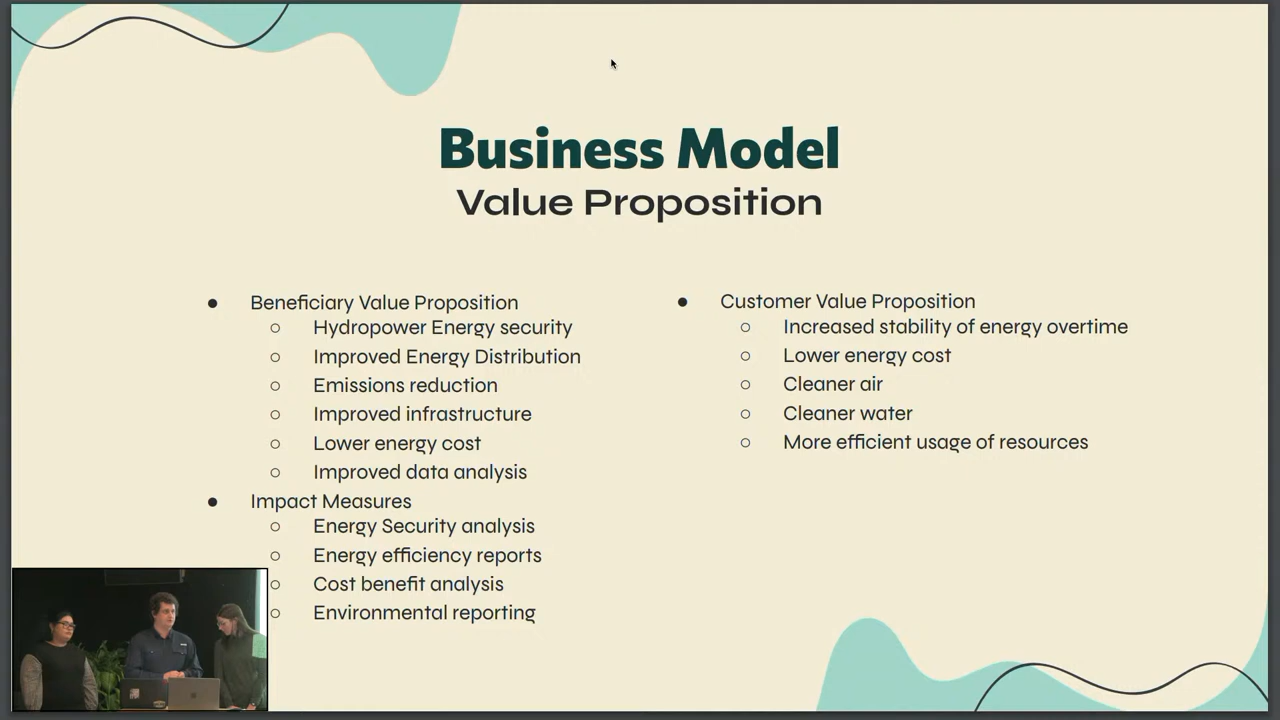 Business Model
Value Proposition
● Beneficiary Value Proposition
○ Hydropower Energy security
○ Improved Energy Distribution
○ Emissions reduction
○ Improved infrastructure
○ Lower energy cost
○ Improved data analysis
● Impact Measures
○ Energy Security analysis
○ Energy efficiency reports
○ Cost benefit analysis
○ Environmental reporting
● Customer Value Proposition
○ Increased stability of energy overtime
○ Lower energy cost
○ Cleaner air
○ Cleaner water
○ More efficient usage of resources